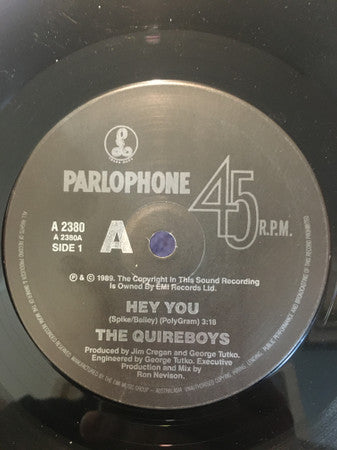 PARLOPHONE
45
R.P.M.
A 2380
A 2380A
SIDE 1
A
℗ & © 1989. The Copyright In This Sound Recording
Is Owned By EMI Records Ltd.
HEY YOU
(Spike/Bailey) (PolyGram) 3:18
THE QUIREBOYS
Produced by Jim Cregan and George Tutko.
Engineered by George Tutko. Executive
Production and Mix by
Ron Nevison.